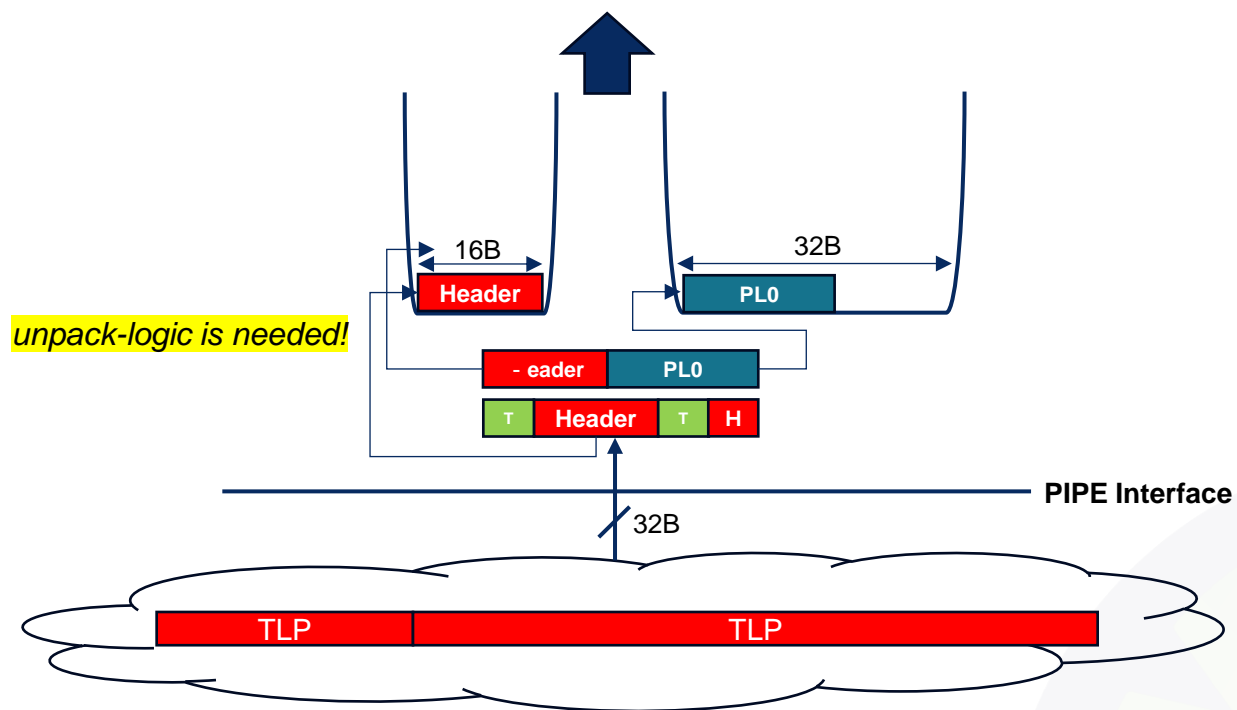 16B
32B
Header
PL0
unpack-logic is needed!
- eader
PL0
T
Header
T
H
PIPE Interface
32B
TLP
TLP